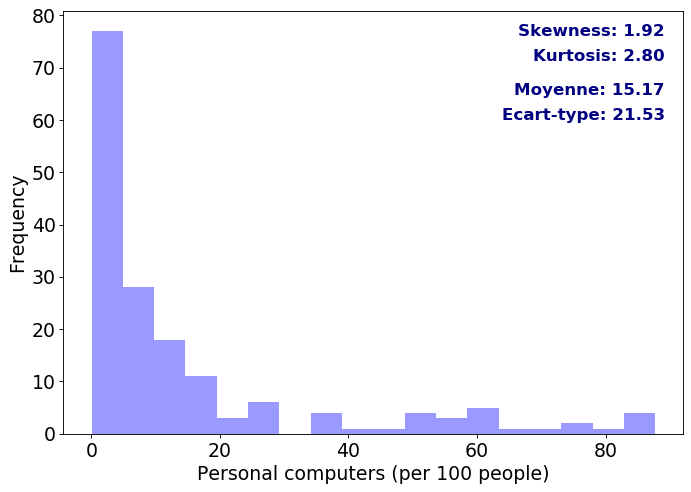 Skewness: 1.92
Kurtosis: 2.80
Moyenne: 15.17
Ecart-type: 21.53
80
70
60
50
40
30
20
10
0
Frequency
0 20 40 60 80
Personal computers (per 100 people)